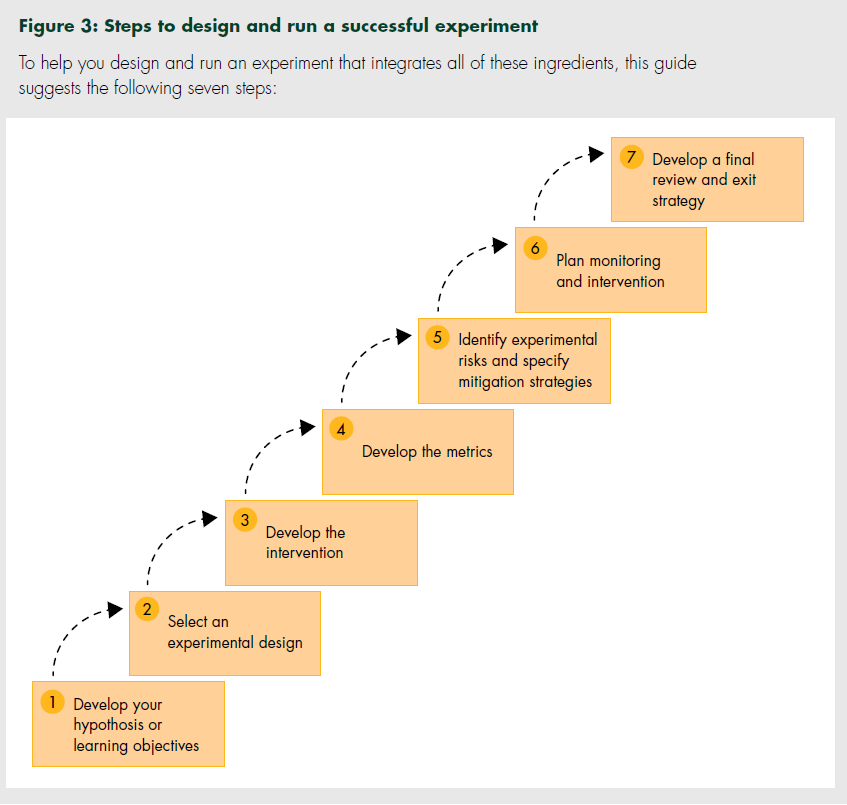 Figure 3: Steps to design and run a successful experiment
To help you design and run an experiment that integrates all of these ingredients, this guide
suggests the following seven steps:
7
Develop a final
review and exit
strategy
6
Plan monitoring
and intervention
5
Identify experimental
risks and specify
mitigation strategies
4
Develop the metrics
3
Develop the
intervention
2
Select an
experimental design
1
Develop your
hypothesis or
learning objectives